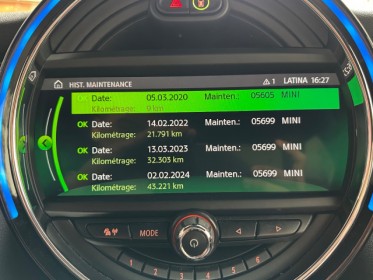 HIST. MAINTENANCE 1 LATINA 16:27
OK Date: 05.03.2020 Mainten.: 05605 MINI
Kilométrage: 9 km
OK Date: 14.02.2022 Mainten.: 05699 MINI
Kilométrage: 21.791 km
OK Date: 13.03.2023 Mainten.: 05699 MINI
Kilométrage: 32.303 km
OK Date: 02.02.2024 Mainten.: 05699 MINI
Kilométrage: 43.221 km
MODE